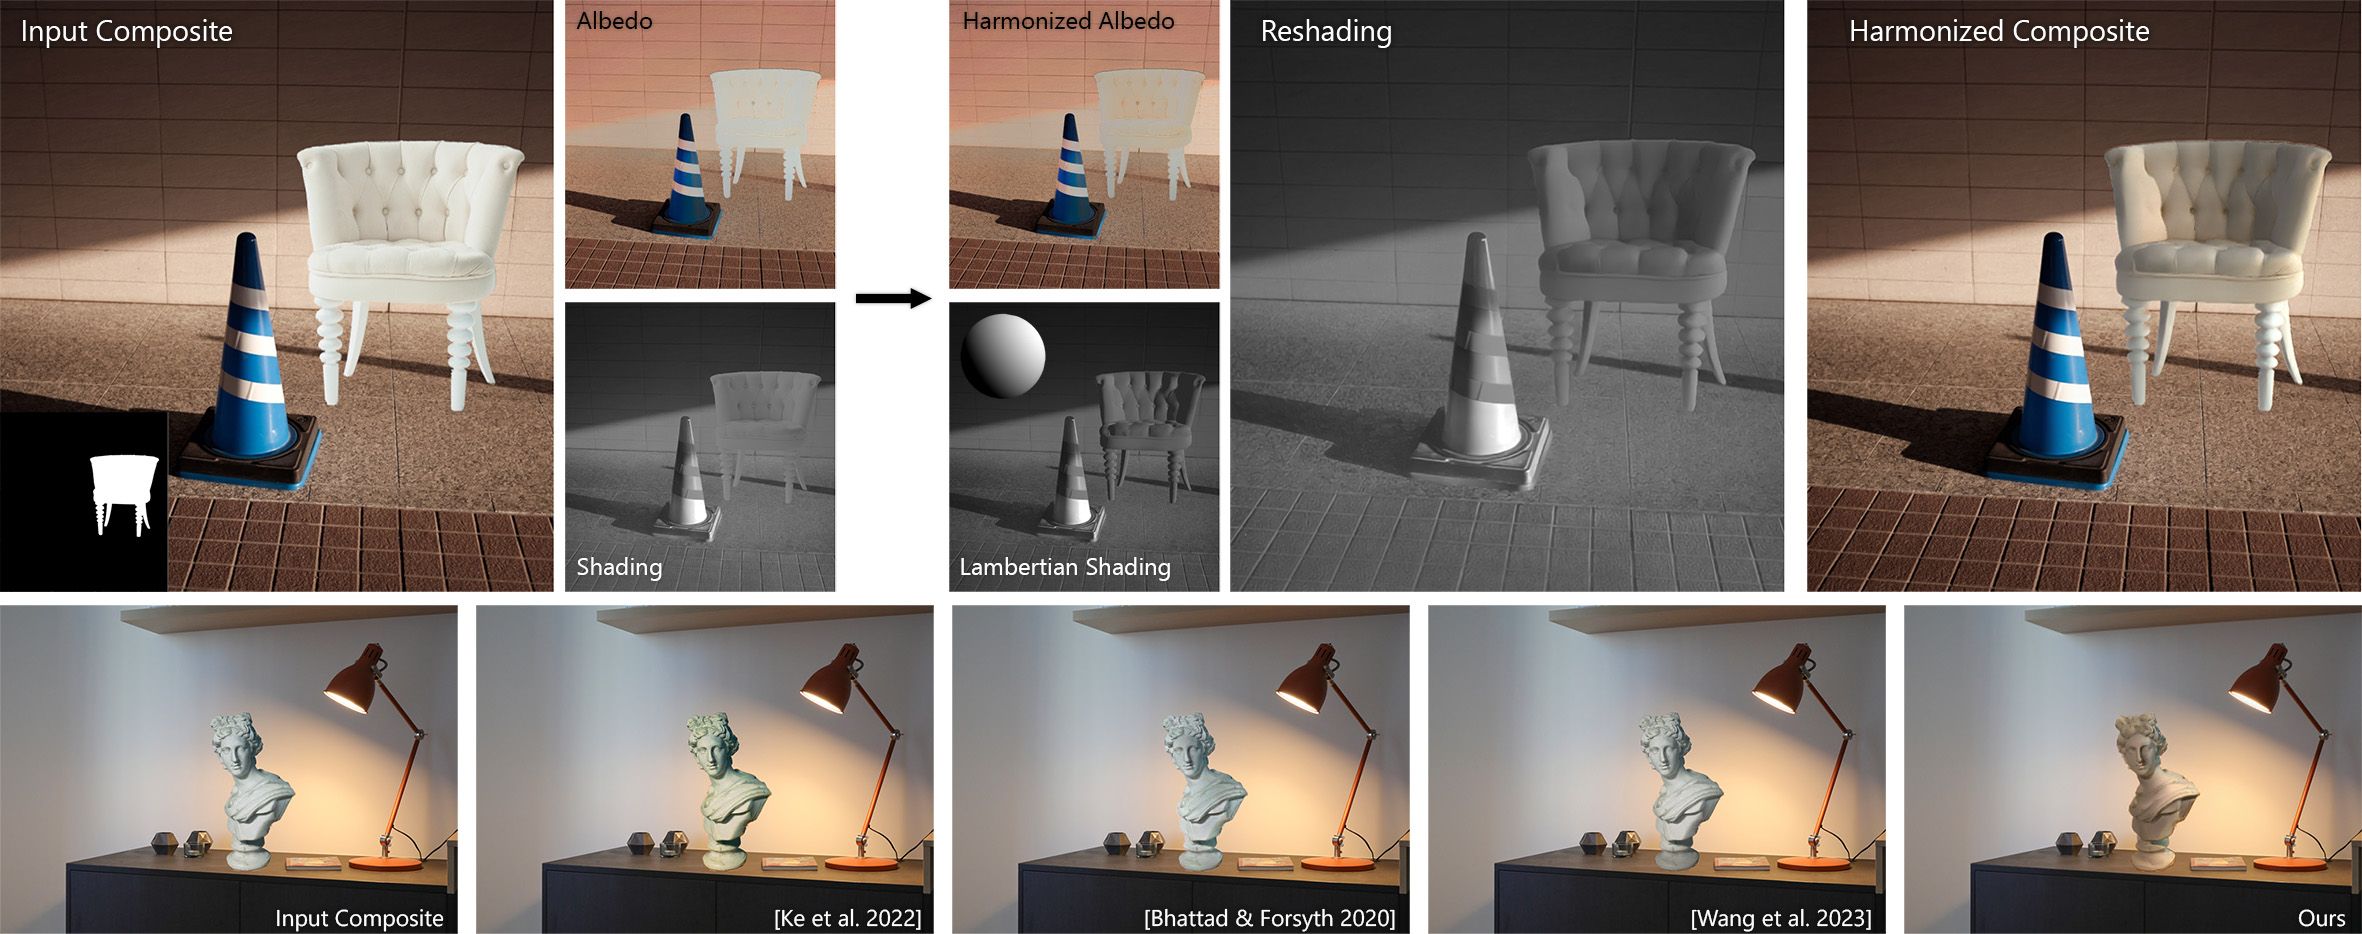 Input Composite
Albedo
Harmonized Albedo
Reshading
Harmonized Composite
Shading
Lambertian Shading
Input Composite
[Ke et al. 2022]
[Bhattad & Forsyth 2020]
[Wang et al. 2023]
Ours